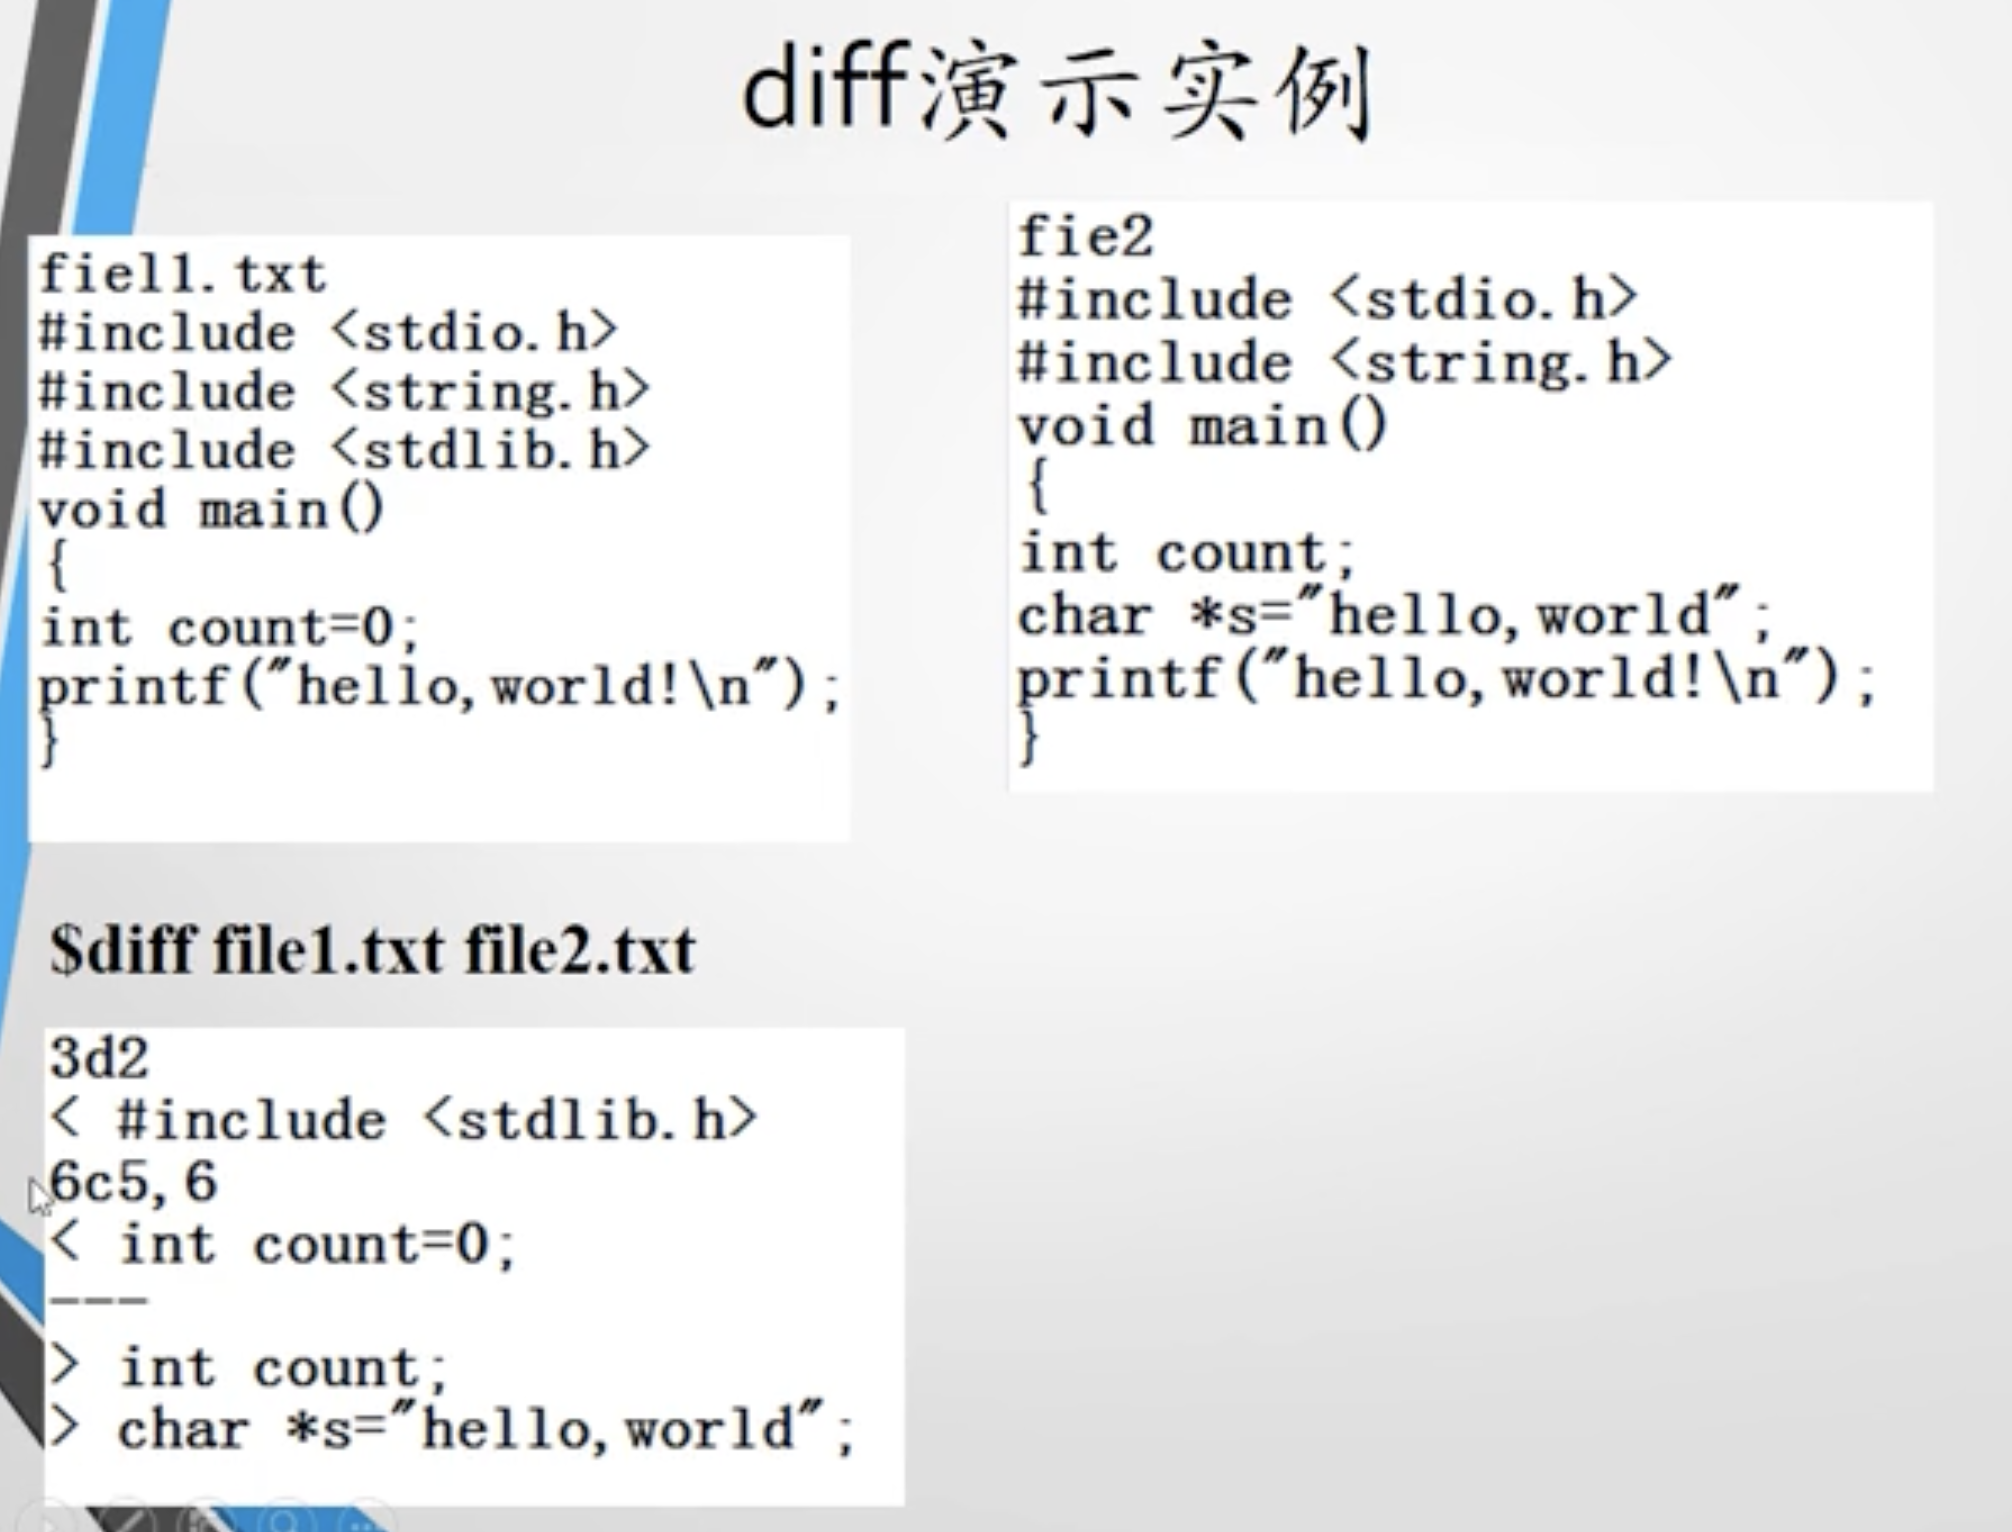 diff演示实例
fiel1.txt
#include <stdio.h>
#include <string.h>
#include <stdlib.h>
void main()
{
int count=0;
printf("hello,world!\n");
}
fie2
#include <stdio.h>
#include <string.h>
void main()
{
int count;
char *s="hello,world";
printf("hello,world!\n");
}
$diff file1.txt file2.txt
3d2
< #include <stdlib.h>
6c5,6
< int count=0;
---
> int count;
> char *s="hello,world";